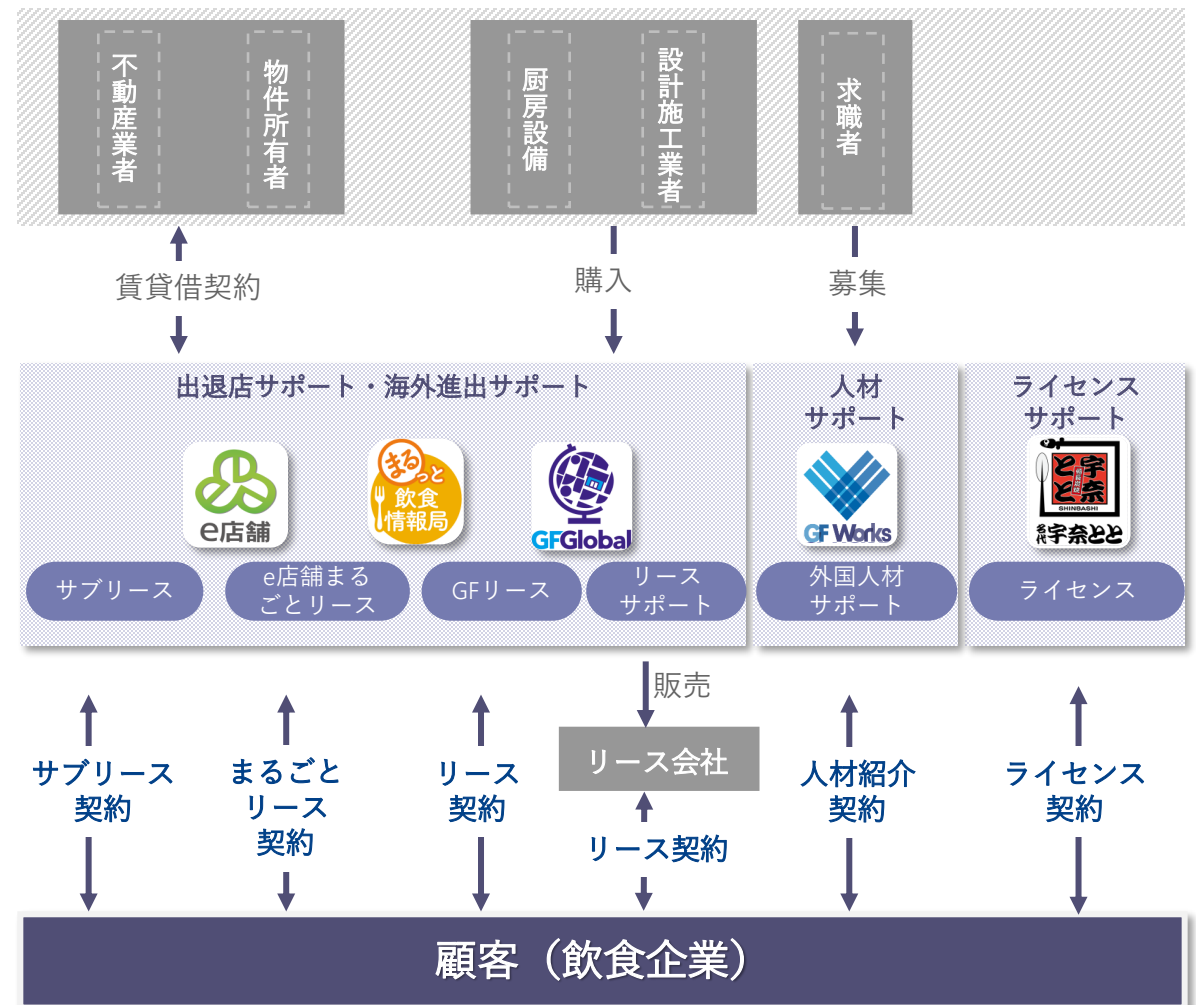 不動産業者
物件所有者
厨房設備
設計施工業者
求職者
賃貸借契約
購入
募集
出退店サポート・海外進出サポート
人材
サポート
ライセンス
サポート
e店舗
まるっと
飲食
情報局
GFGlobal
GF Works
宇奈
とと
SHINBASHI
名代
宇奈とと
サブリース
e店舗まる
ごとリース
GFリース
リース
サポート
外国人材
サポート
ライセンス
販売
リース会社
サブリース
契約
まるごと
リース
契約
リース
契約
リース契約
人材紹介
契約
ライセンス
契約
顧客（飲食企業）